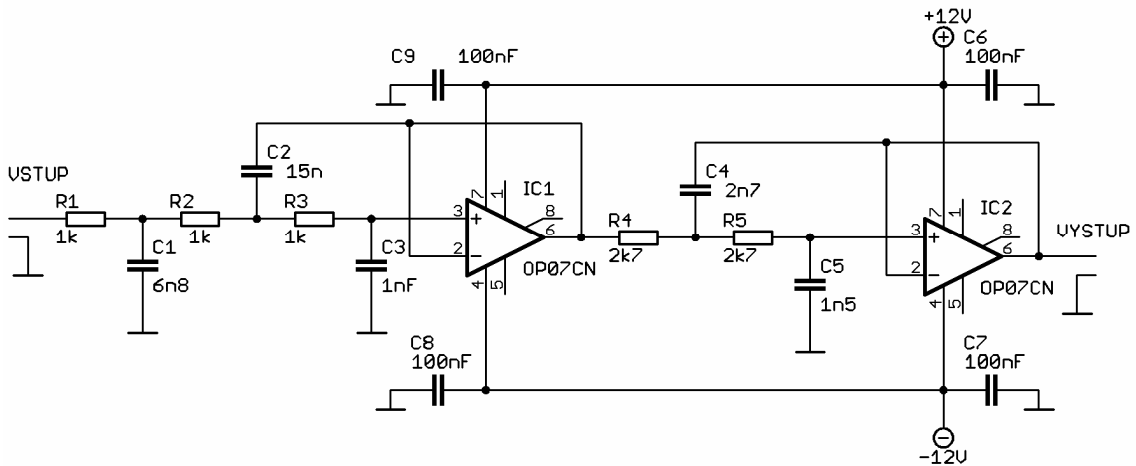 +12V
C9
100nF
C6
100nF
C2
15n
VSTUP
R1
1k
R2
1k
R3
1k
C1
6n8
C3
1nF
3
2
7
1
8
6
4
5
+
−
IC1
OP07CN
R4
2k7
C4
2n7
R5
2k7
C5
1n5
3
2
7
1
8
6
4
5
+
−
IC2
OP07CN
VYSTUP
C8
100nF
C7
100nF
-12V